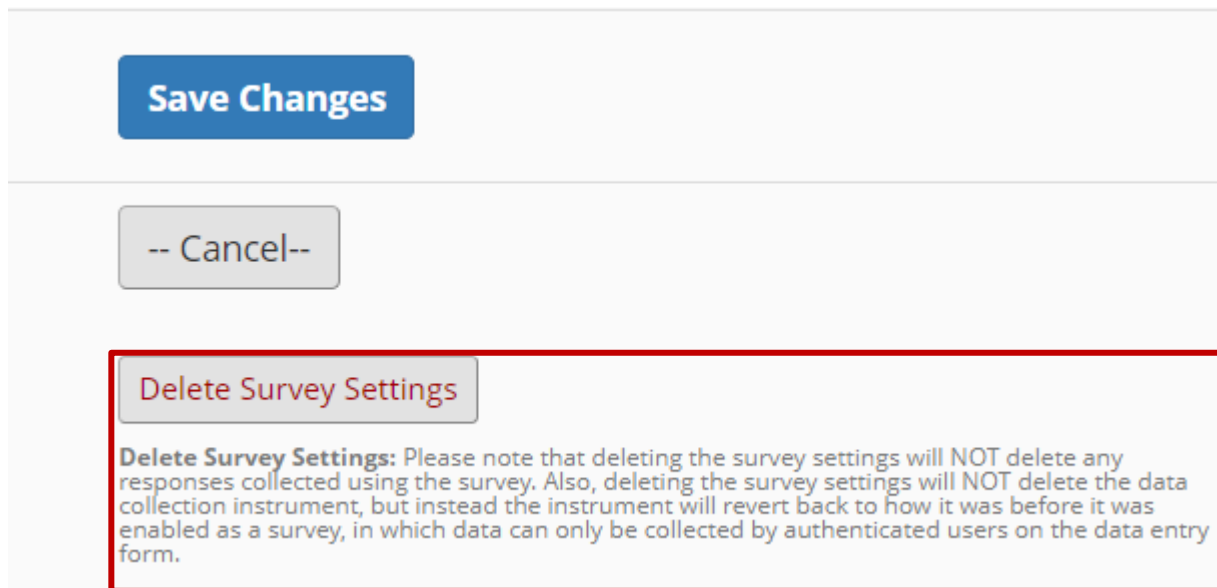 Save Changes
-- Cancel--
Delete Survey Settings
Delete Survey Settings: Please note that deleting the survey settings will NOT delete any
responses collected using the survey. Also, deleting the survey settings will NOT delete the data
collection instrument, but instead the instrument will revert back to how it was before it was
enabled as a survey, in which data can only be collected by authenticated users on the data entry
form.